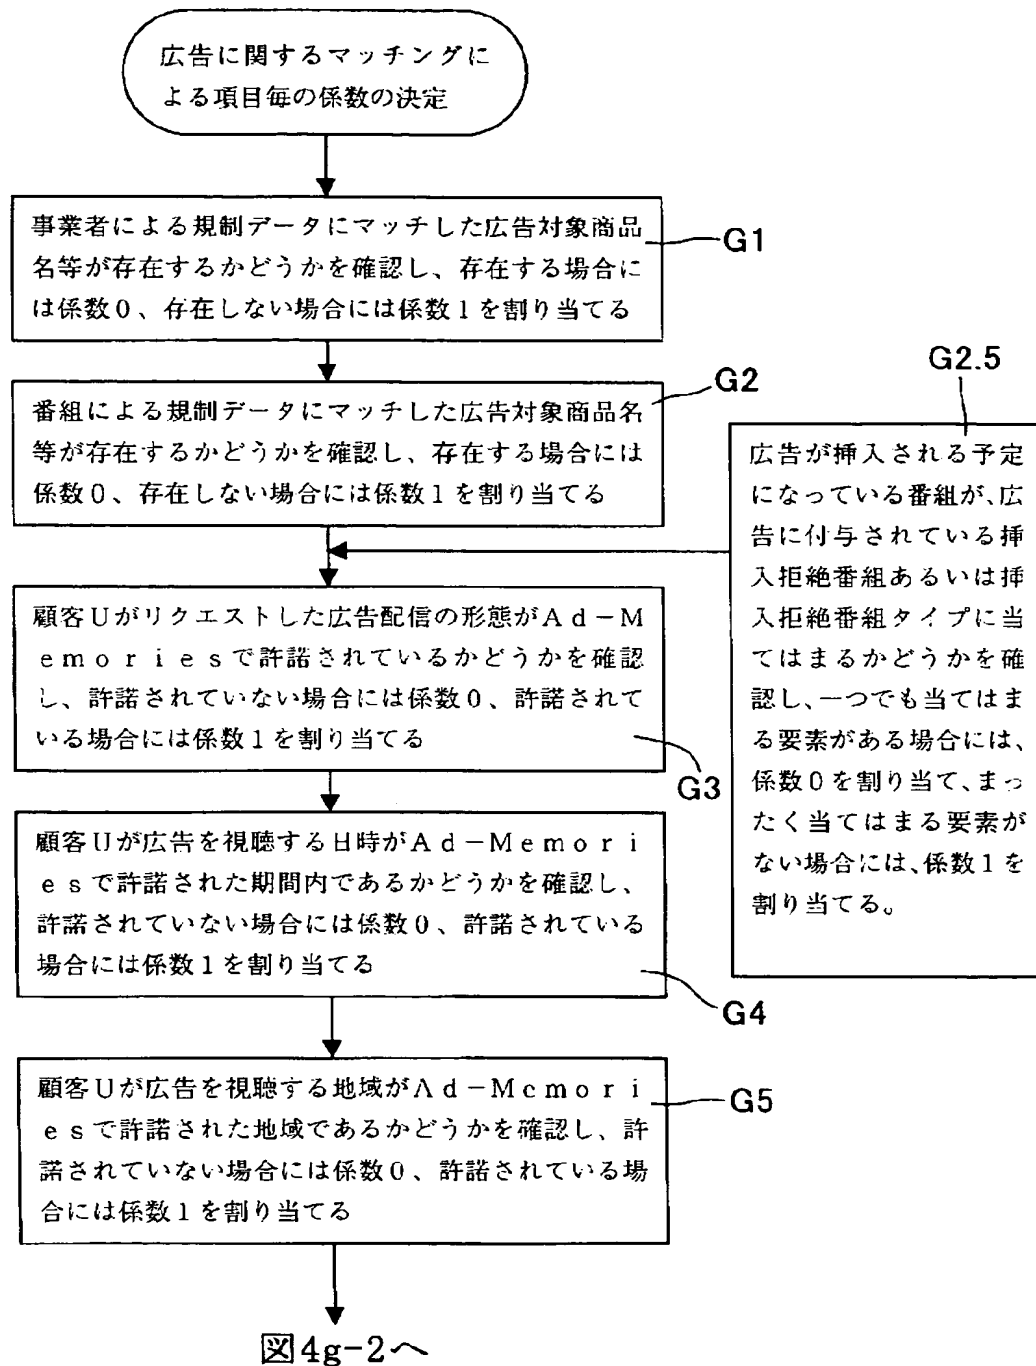 広告に関するマッチングに
よる項目毎の係数の決定
事業者による規制データにマッチした広告対象商品
名等が存在するかどうかを確認し、存在する場合に
は係数0、存在しない場合には係数1を割り当てる
G1
番組による規制データにマッチした広告対象商品名
等が存在するかどうかを確認し、存在する場合には
係数0、存在しない場合には係数1を割り当てる
G2
G2.5
広告が挿入される予定
になっている番組が、広
告に付与されている挿
入拒絶番組あるいは挿
入拒絶番組タイプに当
てはまるかどうかを確
認し、一つでも当てはま
る要素がある場合には、
係数0を割り当て、まっ
たく当てはまる要素が
ない場合には、係数1を
割り当てる。
顧客Uがリクエストした広告配信の形態がAd-M
emoriesで許諾されているかどうかを確認
し、許諾されていない場合には係数0、許諾されて
いる場合には係数1を割り当てる
G3
顧客Uが広告を視聴する日時がAd-Memori
esで許諾された期間内であるかどうかを確認し、
許諾されていない場合には係数0、許諾されている
場合には係数1を割り当てる
G4
顧客Uが広告を視聴する地域がAd-Memori
esで許諾された地域であるかどうかを確認し、許
諾されていない場合には係数0、許諾されている場
合には係数1を割り当てる
G5
図4g-2へ